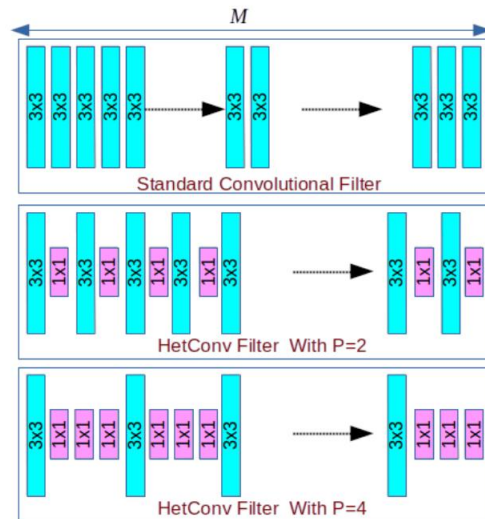 M
3x3 3x3 3x3 3x3 3x3 3x3 3x3 3x3 3x3 3x3
Standard Convolutional Filter
3x3 1x1 3x3 1x1 3x3 1x1 3x3 1x1 3x3 3x3 1x1 3x3 1x1
HetConv Filter With P=2
3x3 1x1 1x1 1x1 3x3 1x1 1x1 1x1 3x3 3x3 1x1 1x1 1x1
HetConv Filter With P=4